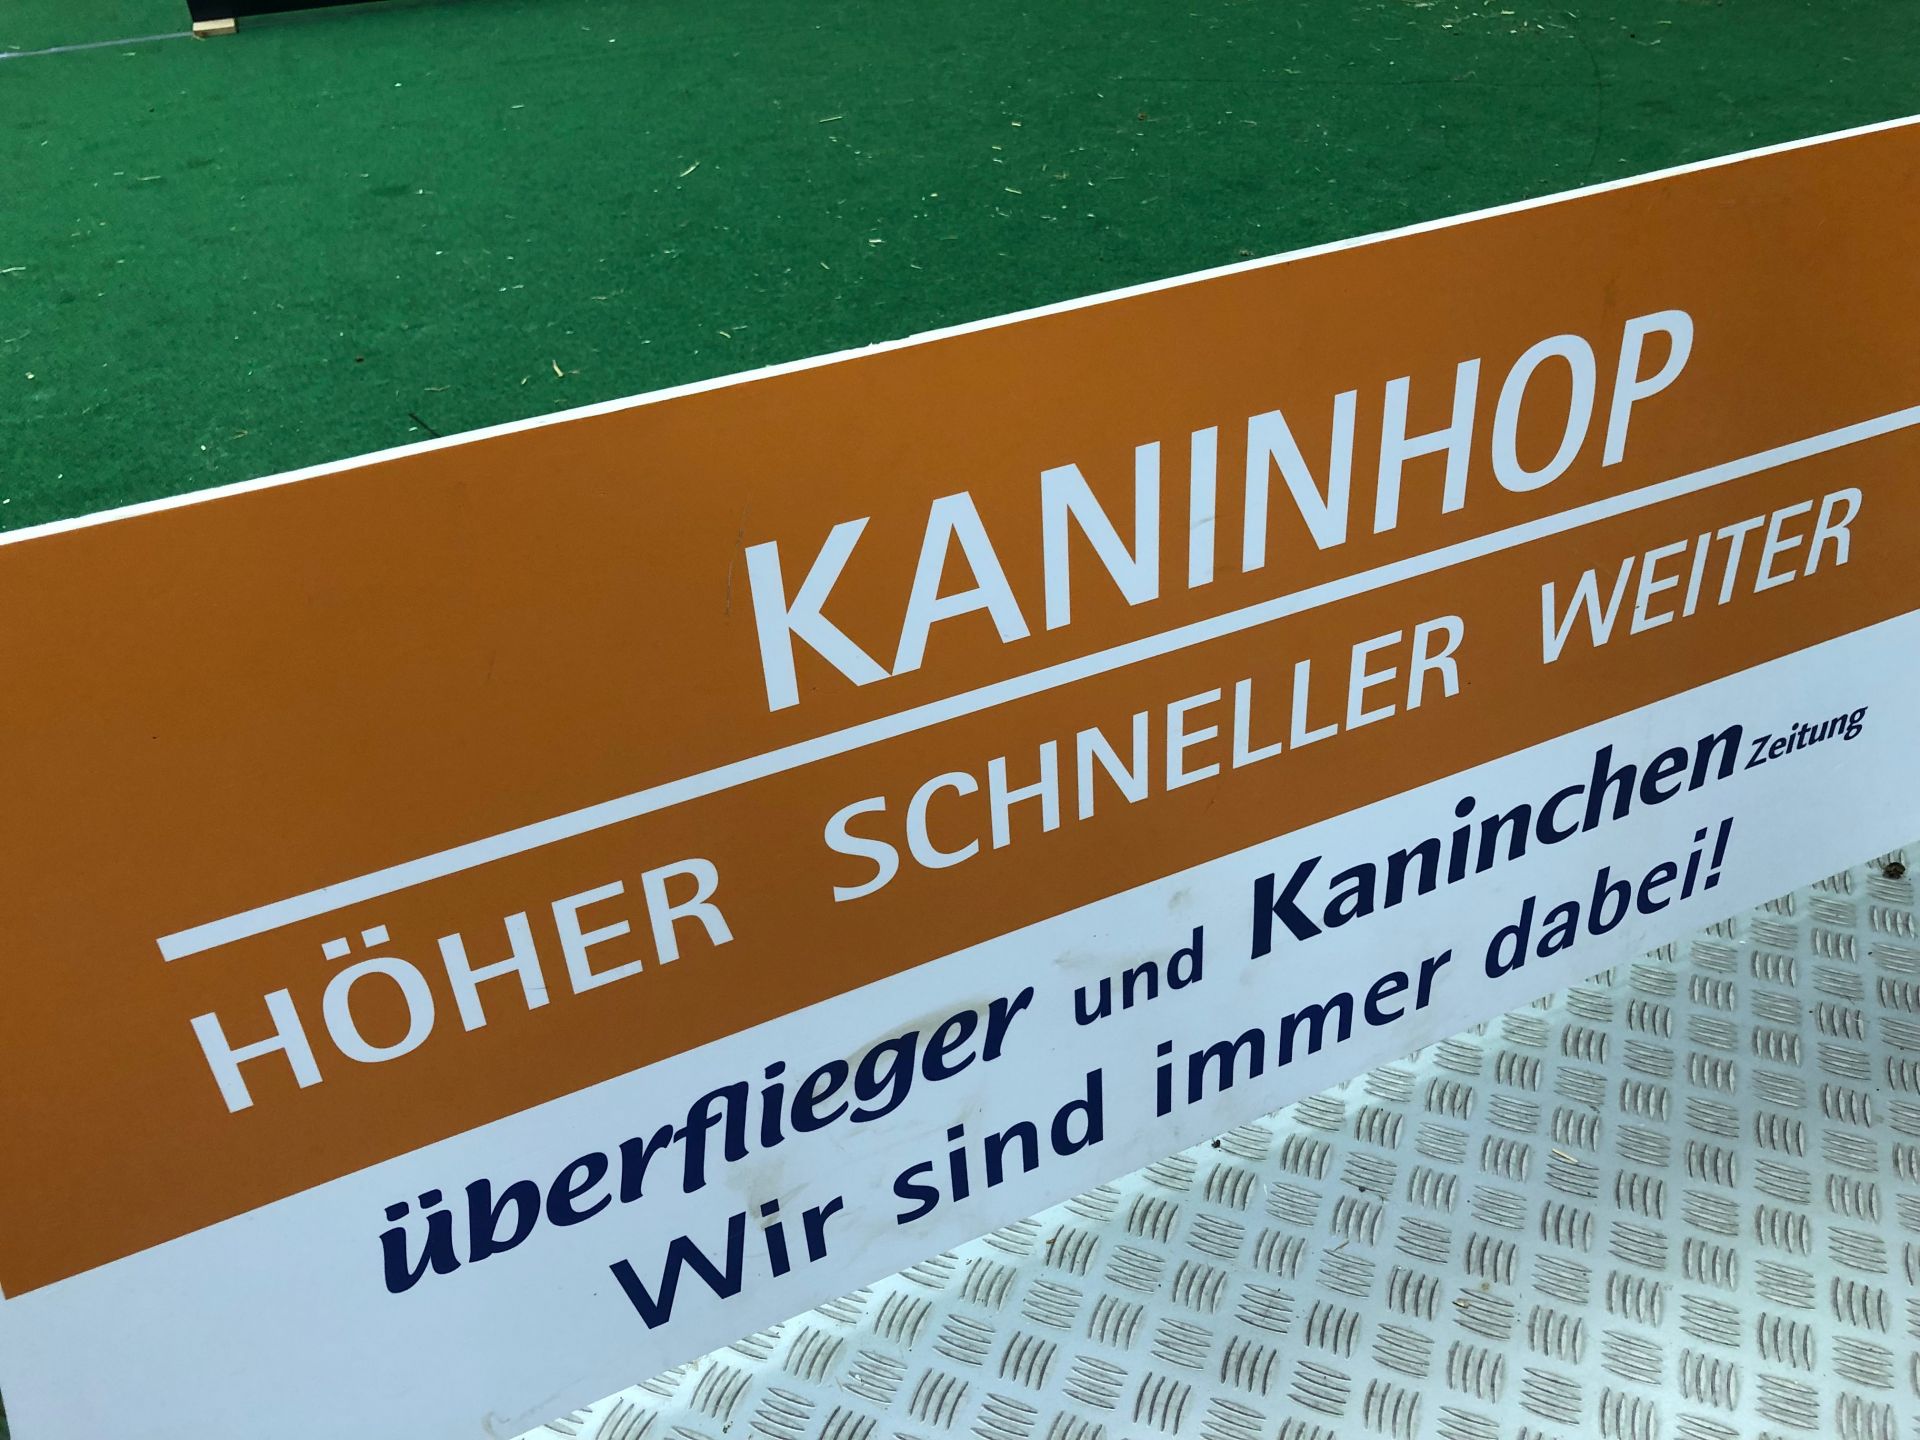 KANINHOP
HÖHER SCHNELLER WEITER
überflieger und Kaninchen Zeitung
Wir sind immer dabei!